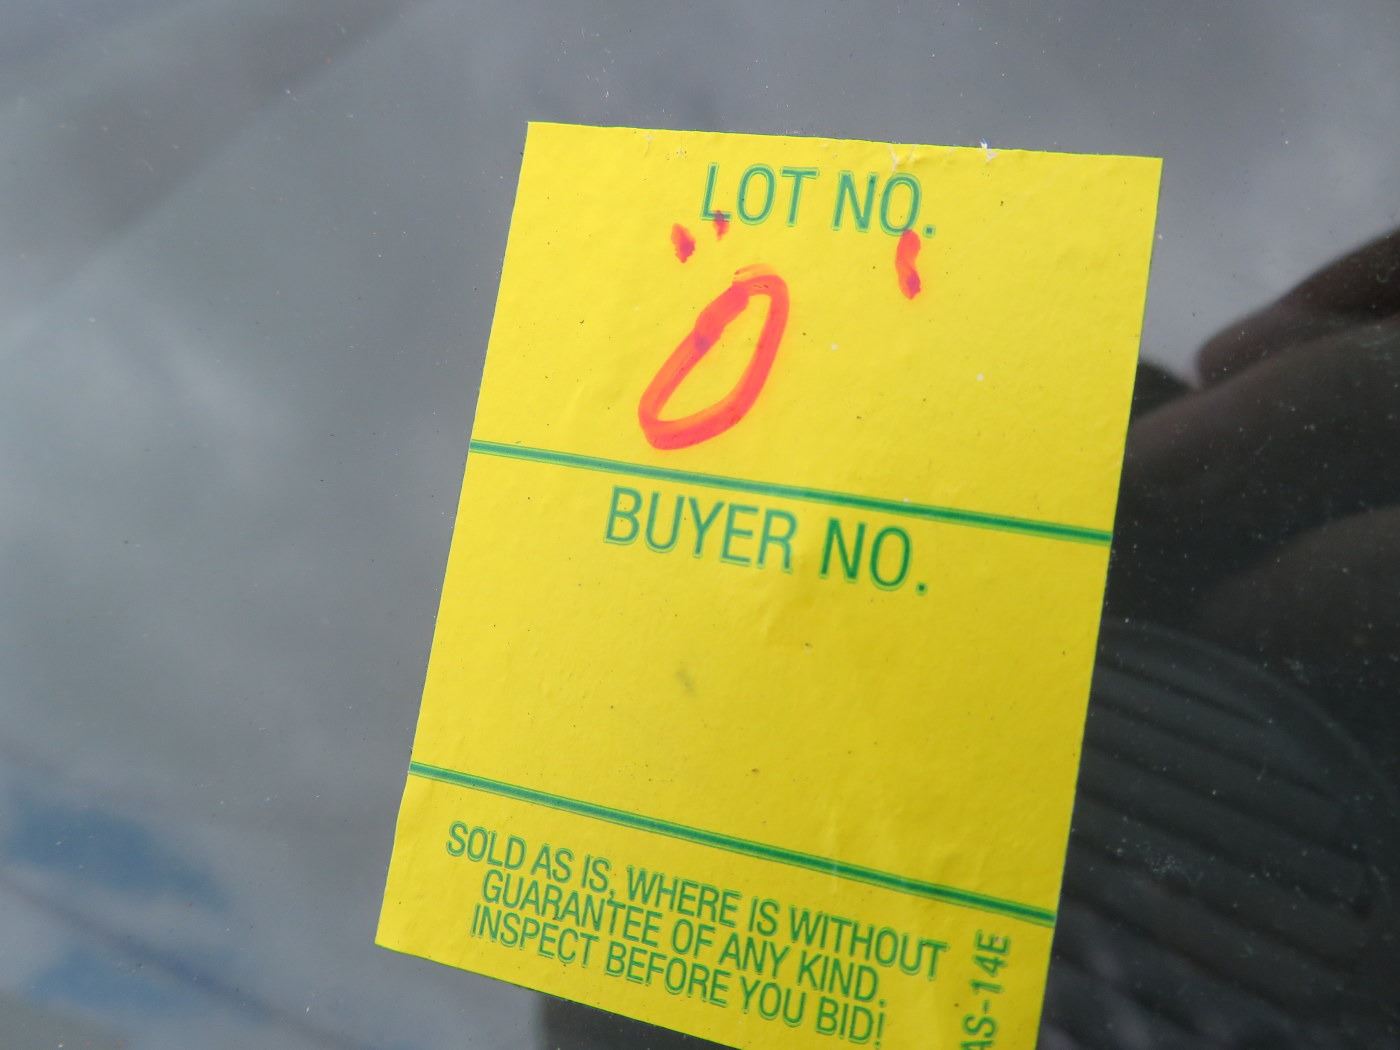 LOT NO.
0
BUYER NO.
SOLD AS IS, WHERE IS WITHOUT
GUARANTEE OF ANY KIND.
INSPECT BEFORE YOU BID!
AS-14E